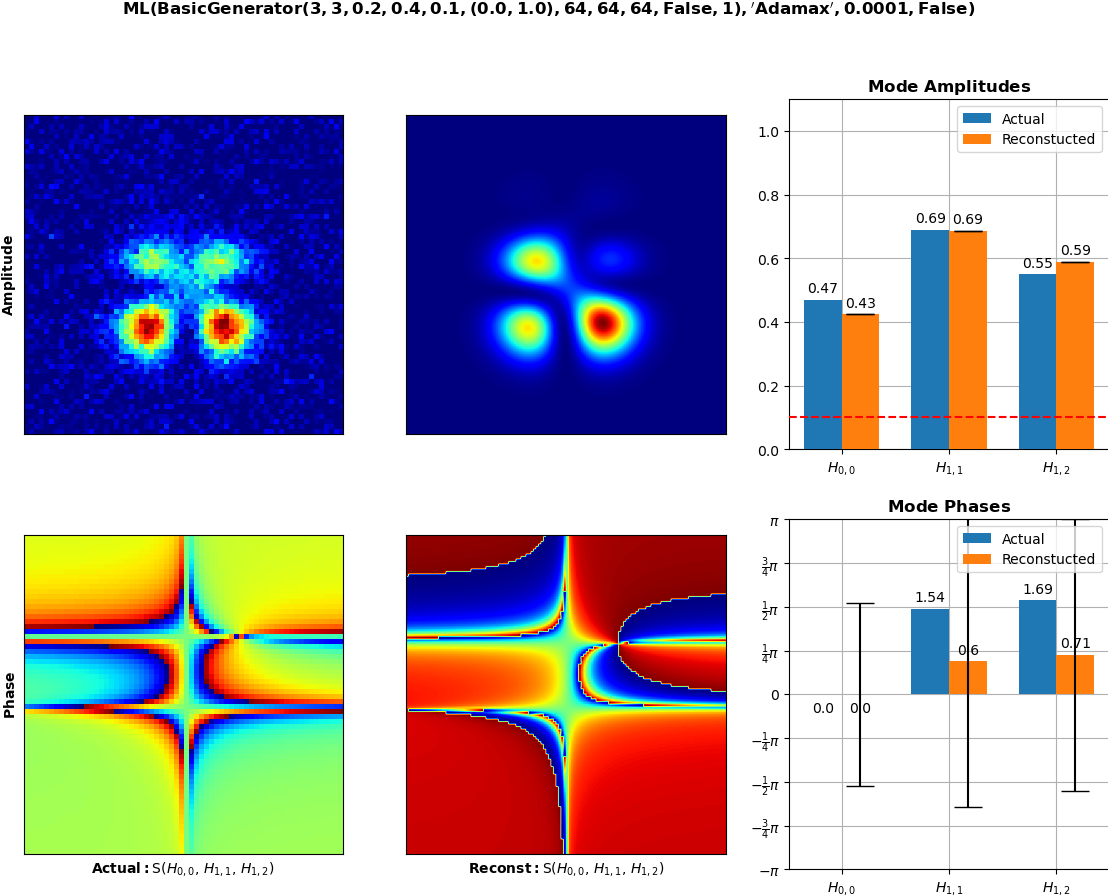 ML(BasicGenerator(3, 3, 0.2, 0.4, 0.1, (0.0, 1.0), 64, 64, 64, False, 1), 'Adamax', 0.0001, False)
Mode Amplitudes
Actual
Reconstucted
1.0
0.8
0.6
0.4
0.2
0.0
0.47
0.43
0.69
0.69
0.55
0.59
H0,0
H1,1
H1,2
Amplitude
Mode Phases
Actual
Reconstucted
π
3/4π
1/2π
1/4π
0
−1/4π
−1/2π
−3/4π
−π
0.0
0.0
1.54
0.6
1.69
0.71
H0,0
H1,1
H1,2
Phase
Actual: S(H0,0, H1,1, H1,2)
Reconst: S(H0,0, H1,1, H1,2)